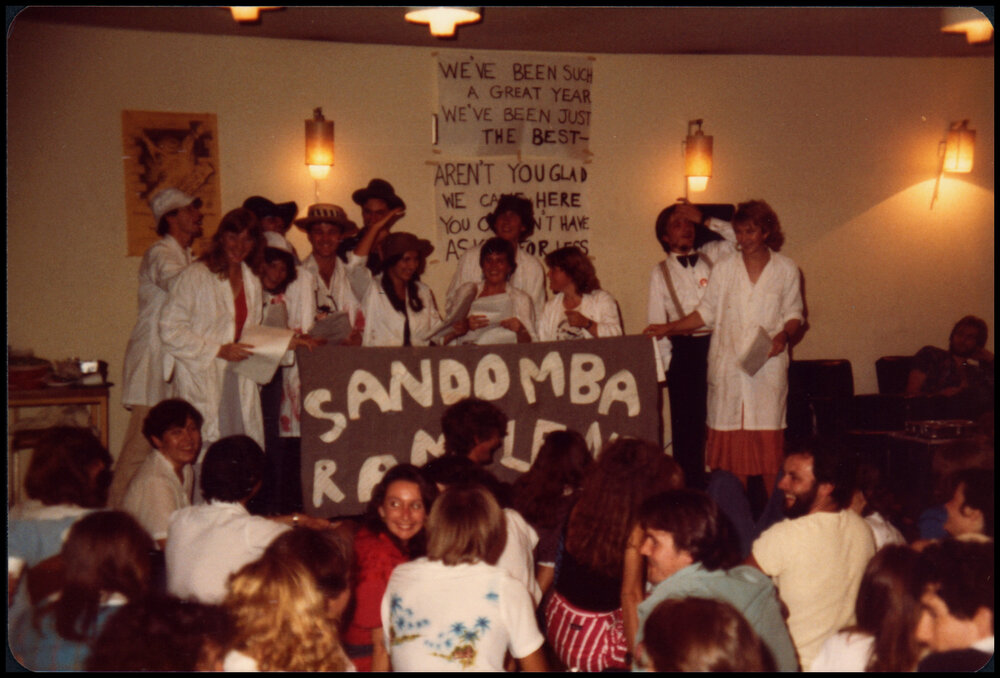 WE'VE BEEN SUCH
A GREAT YEAR
WE'VE BEEN JUST
THE BEST-
AREN'T YOU GLAD
WE CAME HERE
YOU HAVE
FOR LESS
SANDOMBA